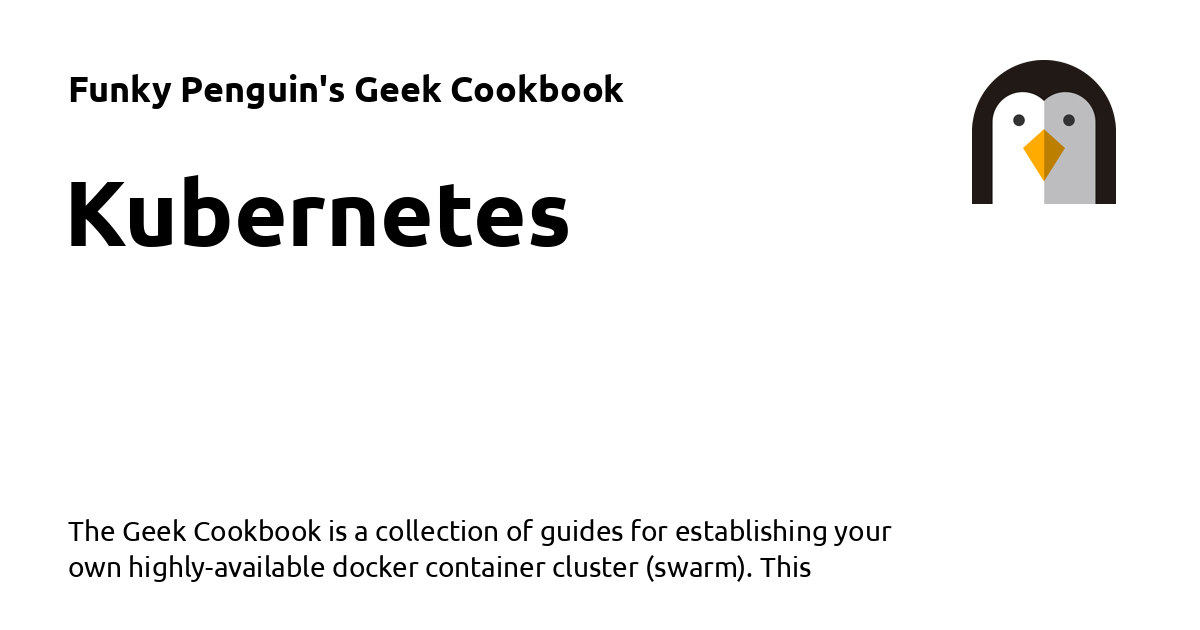 Funky Penguin's Geek Cookbook
Kubernetes
The Geek Cookbook is a collection of guides for establishing your
own highly-available docker container cluster (swarm). This